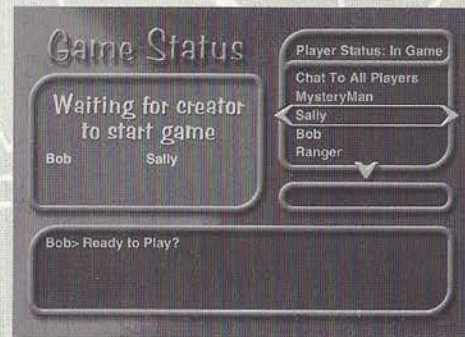 Game Status
Waiting for creator
to start game
Bob Sally
Player Status: In Game
Chat To All Players
MysteryMan
Sally
Bob
Ranger
Bob> Ready to Play?